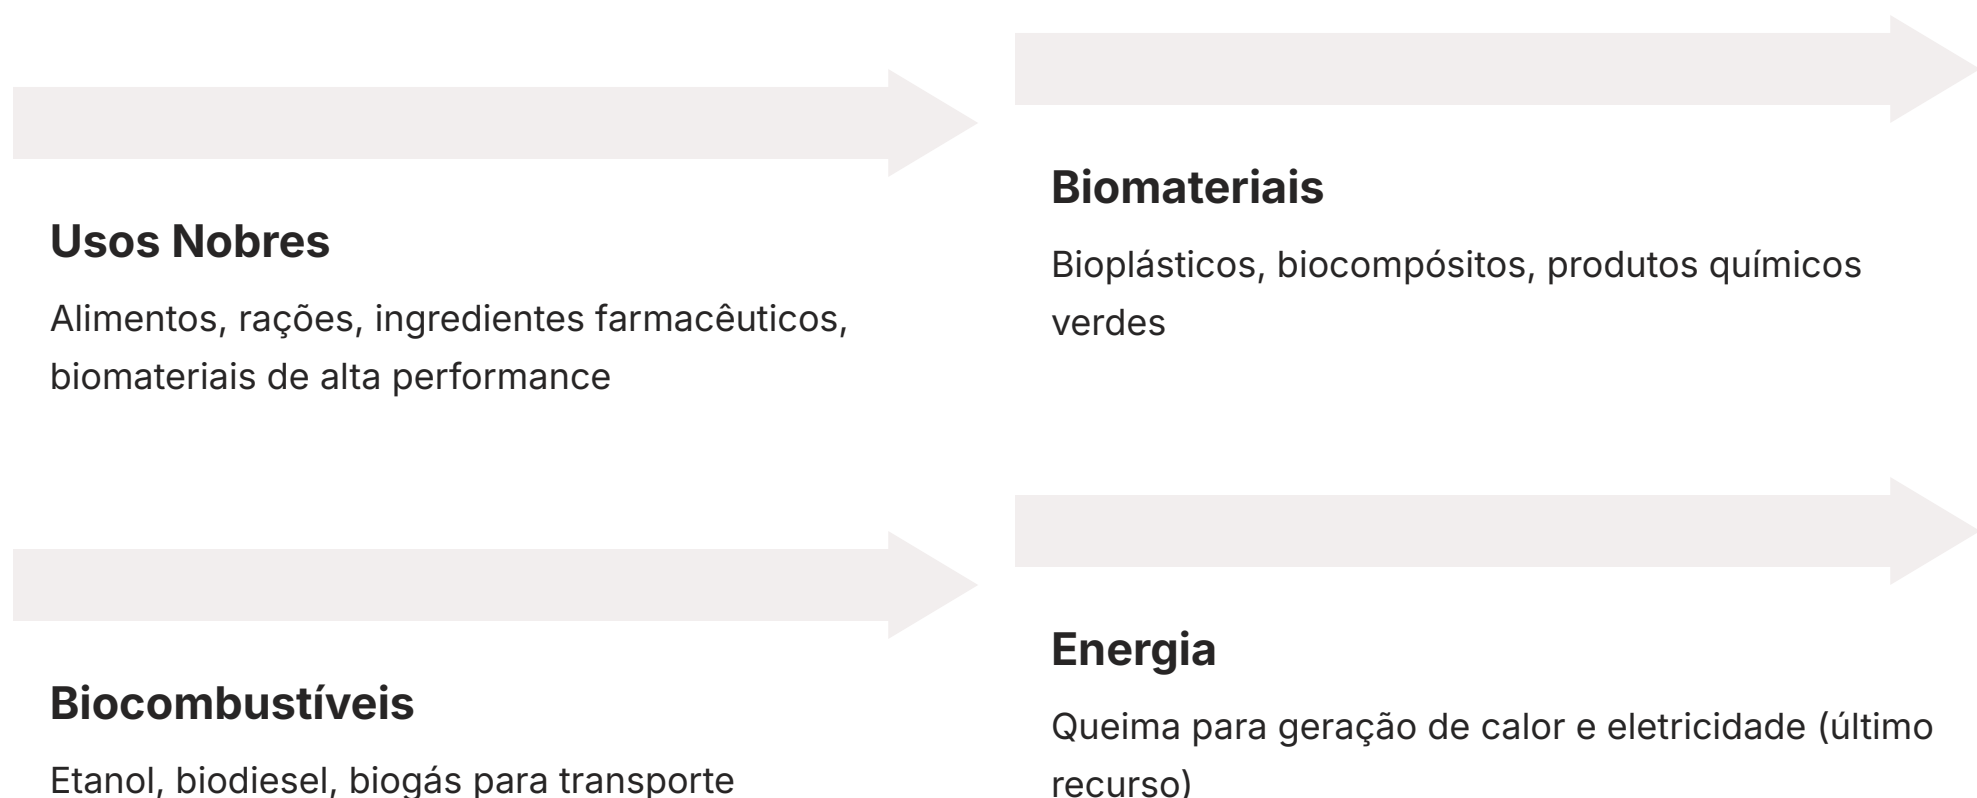 Usos Nobres
Alimentos, rações, ingredientes farmacêuticos,
biomateriais de alta performance
Biomateriais
Bioplásticos, biocompósitos, produtos químicos
verdes
Biocombustíveis
Etanol, biodiesel, biogás para transporte
Energia
Queima para geração de calor e eletricidade (último
recurso)